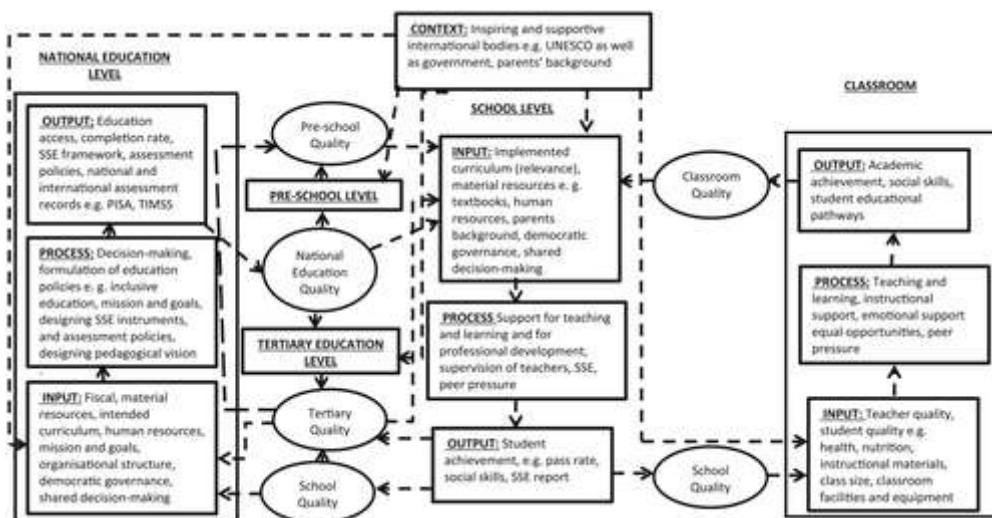 CONTEXT: Inspiring and supportive
international bodies e.g. UNESCO as well
as government, parents' background
NATIONAL EDUCATION
LEVEL
OUTPUT; Education
access, completion rate,
SSE framework, assessment
policies, national and
international assessment
records e.g. PISA, TIMSS
PROCESS: Decision-making,
formulation of education
policies e. g. inclusive
education, mission and goals,
designing SSE instruments,
and assessment policies,
designing pedagogical vision
INPUT: Fiscal, material
resources, intended
curriculum, human resources,
mission and goals,
organisational structure,
democratic governance,
shared decision-making
Pre-school
Quality
PRE-SCHOOL LEVEL
National
Education
Quality
TERTIARY EDUCATION
LEVEL
Tertiary
Quality
School
Quality
SCHOOL LEVEL
INPUT: Implemented
curriculum (relevance),
material resources e. g.
textbooks, human
resources, parents
background, democratic
governance, shared
decision-making
PROCESS Support for teaching
and learning and for
professional development,
supervision of teachers, SSE,
peer pressure
OUTPUT: Student
achievement, e.g. pass rate,
social skills, SSE report
Classroom
Quality
School
Quality
CLASSROOM
OUTPUT: Academic
achievement, social skills,
student educational
pathways
PROCESS: Teaching and
learning, instructional
support, emotional support
equal opportunities, peer
pressure
INPUT: Teacher quality,
student quality e.g.
health, nutrition,
instructional materials,
class size, classroom
facilities and equipment